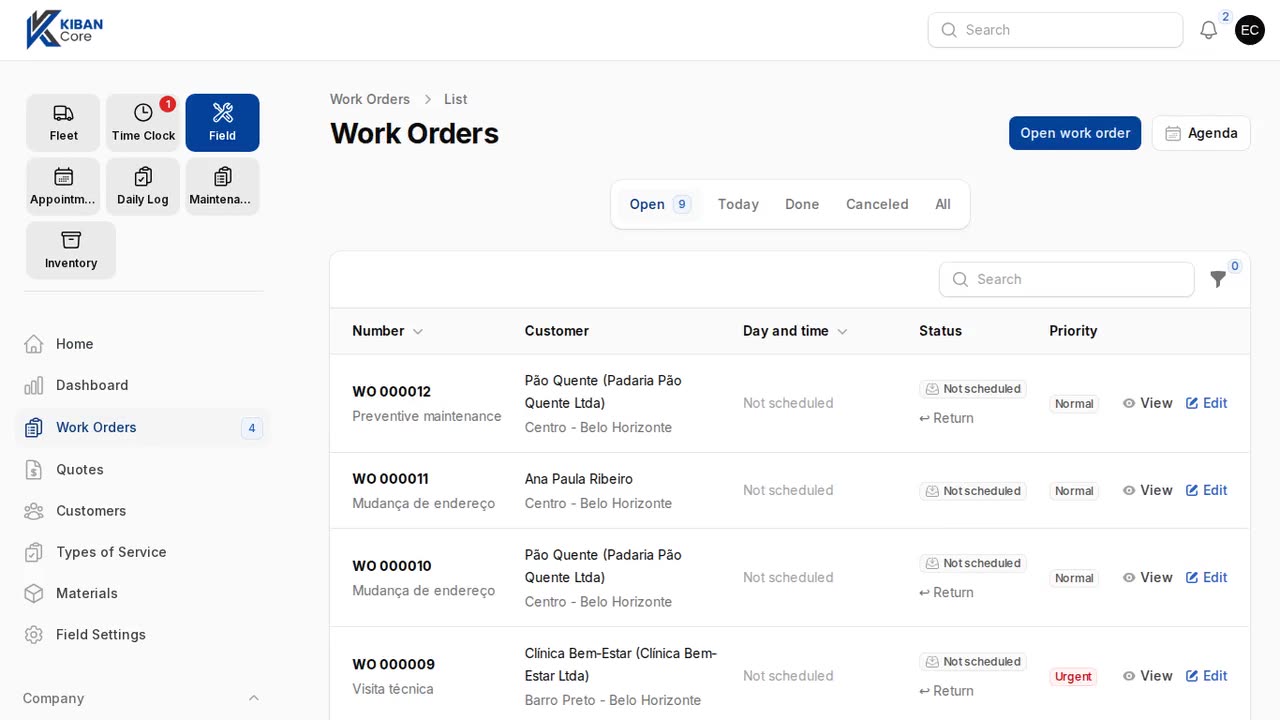 KIBAN
Core
Search
2
EC
Fleet
Time Clock
1
Field
Appointm...
Daily Log
Maintena...
Inventory
Home
Dashboard
Work Orders
4
Quotes
Customers
Types of Service
Materials
Field Settings
Company
Work Orders > List
Work Orders
Open work order
Agenda
Open 9
Today
Done
Canceled
All
Search
0
Number
Customer
Day and time
Status
Priority
WO 000012
Preventive maintenance
Pão Quente (Padaria Pão
Quente Ltda)
Centro - Belo Horizonte
Not scheduled
Not scheduled
↩ Return
Normal
View
Edit
WO 000011
Mudança de endereço
Ana Paula Ribeiro
Centro - Belo Horizonte
Not scheduled
Not scheduled
Normal
View
Edit
WO 000010
Mudança de endereço
Pão Quente (Padaria Pão
Quente Ltda)
Centro - Belo Horizonte
Not scheduled
Not scheduled
↩ Return
Normal
View
Edit
WO 000009
Visita técnica
Clínica Bem-Estar (Clínica Bem-
Estar Ltda)
Barro Preto - Belo Horizonte
Not scheduled
Not scheduled
↩ Return
Urgent
View
Edit